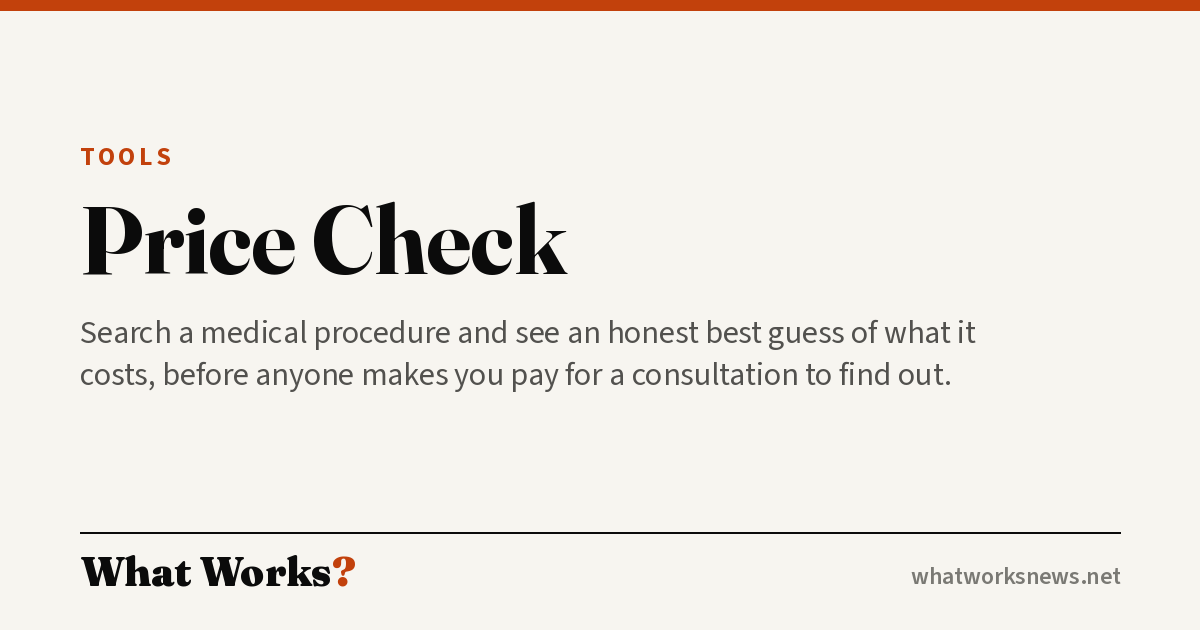 TOOLS
Price Check
Search a medical procedure and see an honest best guess of what it
costs, before anyone makes you pay for a consultation to find out.
What Works?
whatworksnews.net